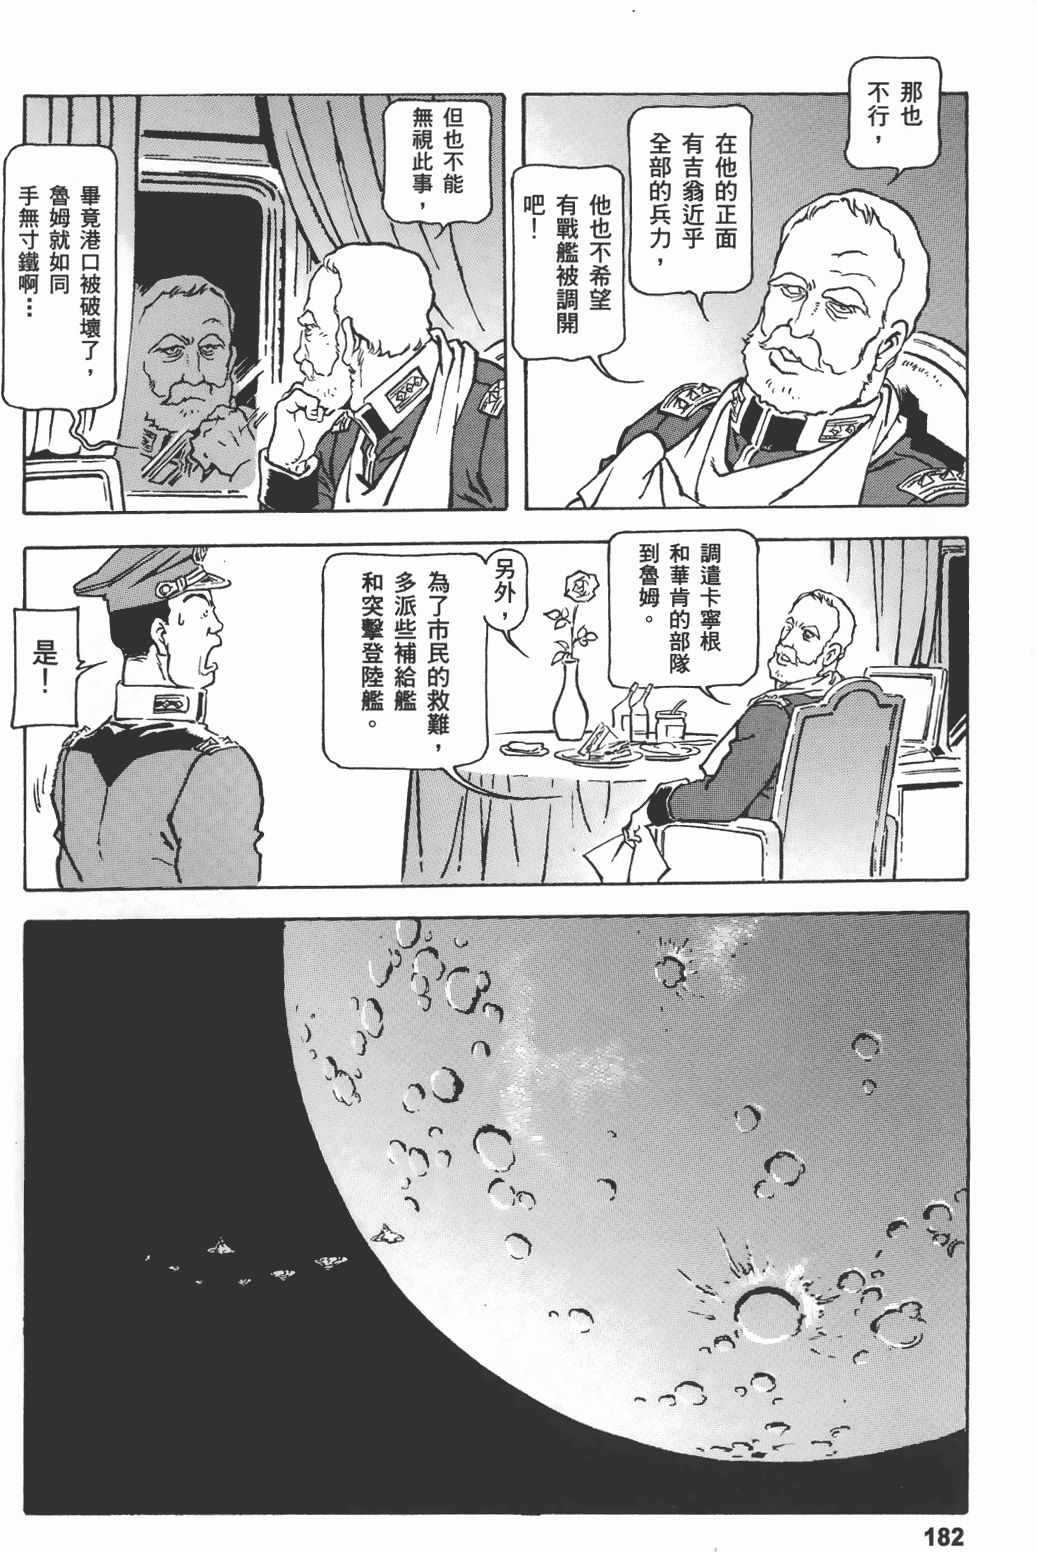 那也
不行，
在他的正面
有吉翁近乎
全部的兵力，
他也不希望
有戰艦被調開
吧！
但也不能
無視此事，
畢竟港口被破壞了，
魯姆就如同
手無寸鐵啊…
調遣卡寧根
和華肯的部隊
到魯姆。
另外，
為了市民的救難，
多派些補給艦
和突擊登陸艦。
是！
182